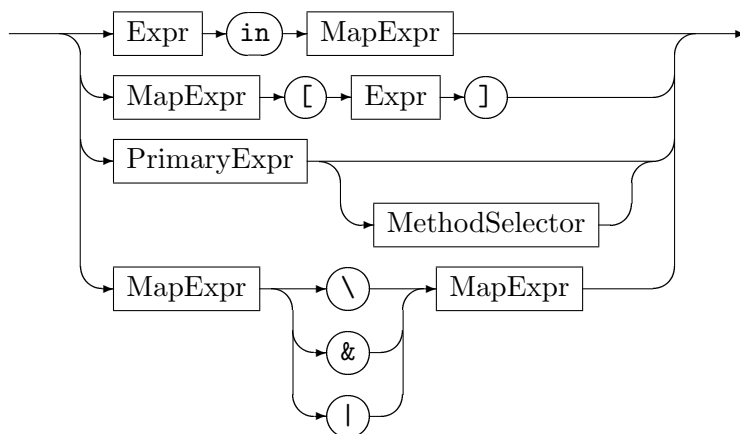 Expr in MapExpr
MapExpr [ Expr ]
PrimaryExpr
MethodSelector
MapExpr \ MapExpr
&
|